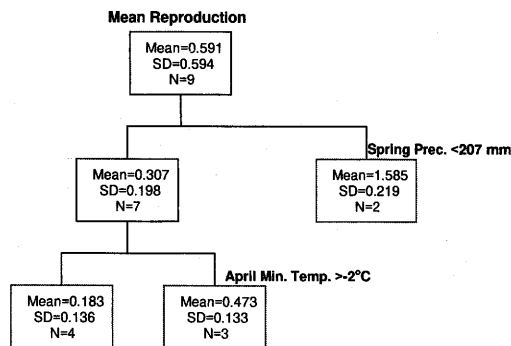 Mean Reproduction
Mean=0.591
SD=0.594
N=9
Spring Prec. <207 mm
Mean=0.307
SD=0.198
N=7
Mean=1.585
SD=0.219
N=2
April Min. Temp. >-2°C
Mean=0.183
SD=0.136
N=4
Mean=0.473
SD=0.133
N=3